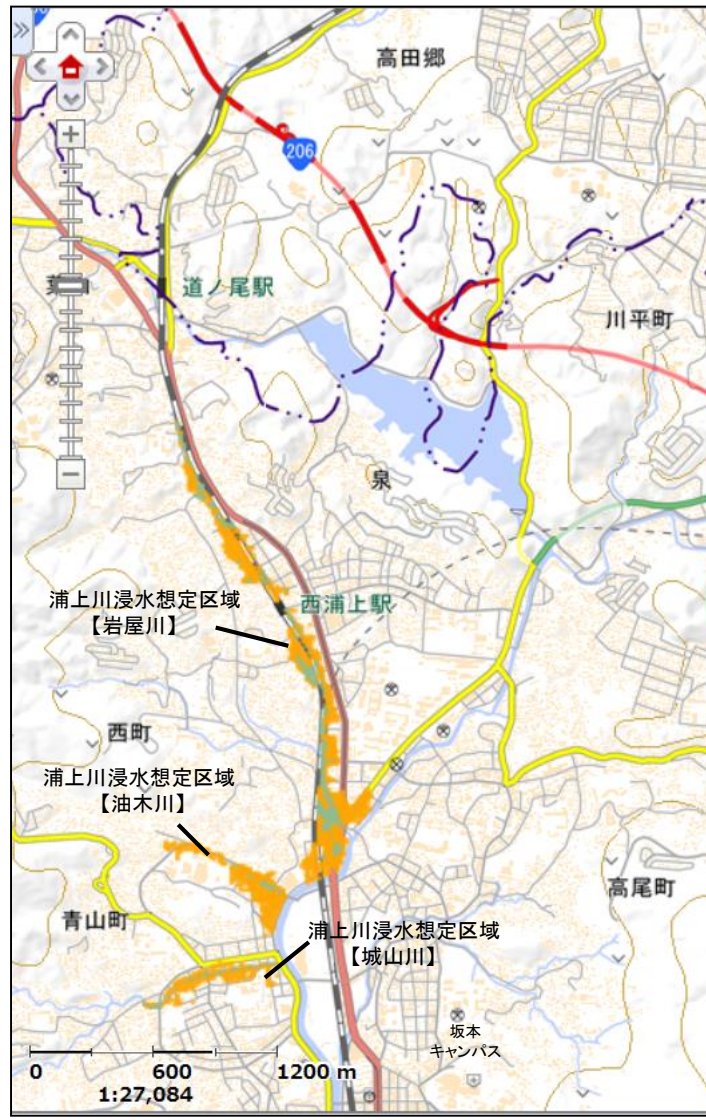 高田郷
206
道ノ尾駅
川平町
泉
浦上川浸水想定区域
【岩屋川】
西浦上駅
西町
浦上川浸水想定区域
【油木川】
高尾町
青山町
浦上川浸水想定区域
【城山川】
坂本
キャンパス
0 600 1200 m
1:27,084